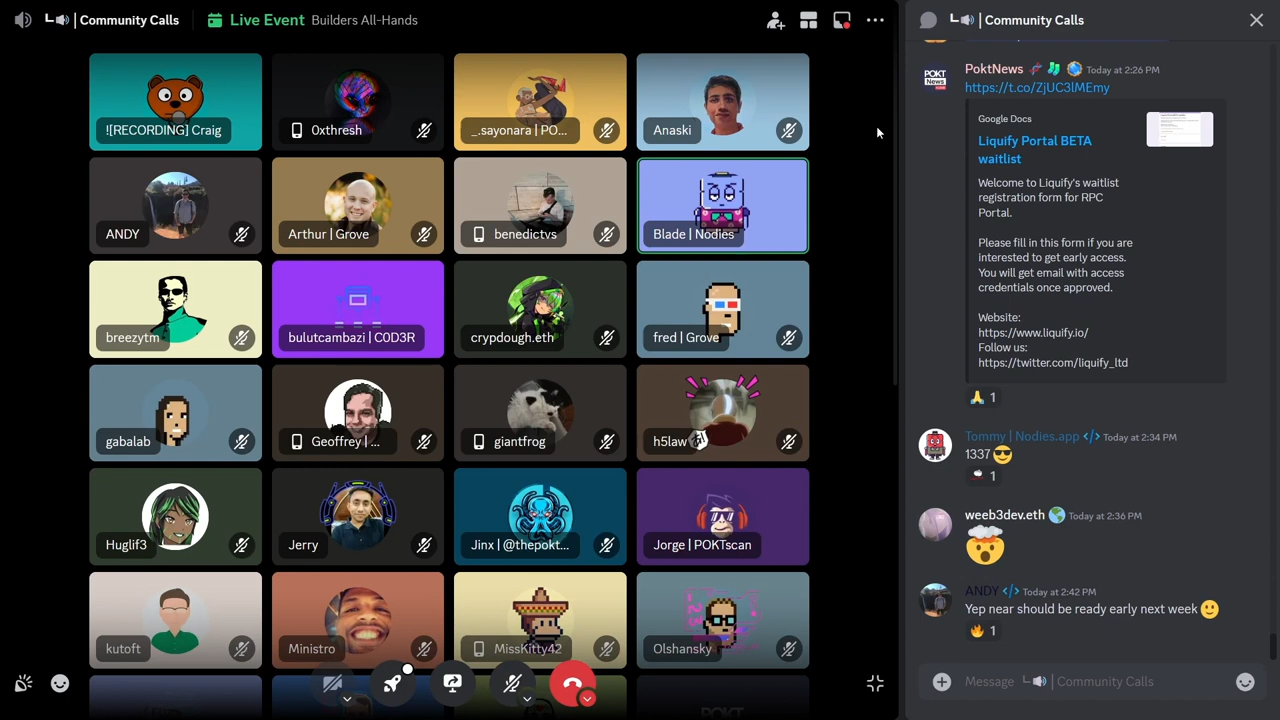 ┗🔊 | Community Calls
Live Event Builders All-Hands
┗🔊 | Community Calls
![RECORDING] Craig
0xthresh
-.sayonara | PO...
Anaski
ANDY
Arthur | Grove
benedictvs
Blade | Nodies
breezytm
bulutcambazi | C0D3R
crypdough.eth
fred | Grove
gabalab
Geoffrey | ...
giantfrog
h5law
Huglif3
Jerry
Jinx | @thepokt...
Jorge | POKTscan
kutoft
Ministro
MissKitty42
Olshansky
POKT
News
PoktNews Today at 2:26 PM
https://t.co/ZjUC3lMEmy
Google Docs
Liquify Portal BETA
waitlist
Welcome to Liquify's waitlist
registration form for RPC
Portal.
Please fill in this form if you are
interested to get early access.
You will get email with access
credentials once approved.
Website:
https://www.liquify.io/
Follow us:
https://twitter.com/liquify_ltd
🙏 1
Tommy | Nodies.app </> Today at 2:34 PM
1337 😎
1
weeb3dev.eth 🌎 Today at 2:36 PM
🤯
ANDY </> Today at 2:42 PM
Yep near should be ready early next week 🙂
🔥 1
Message ┗🔊 | Community Calls